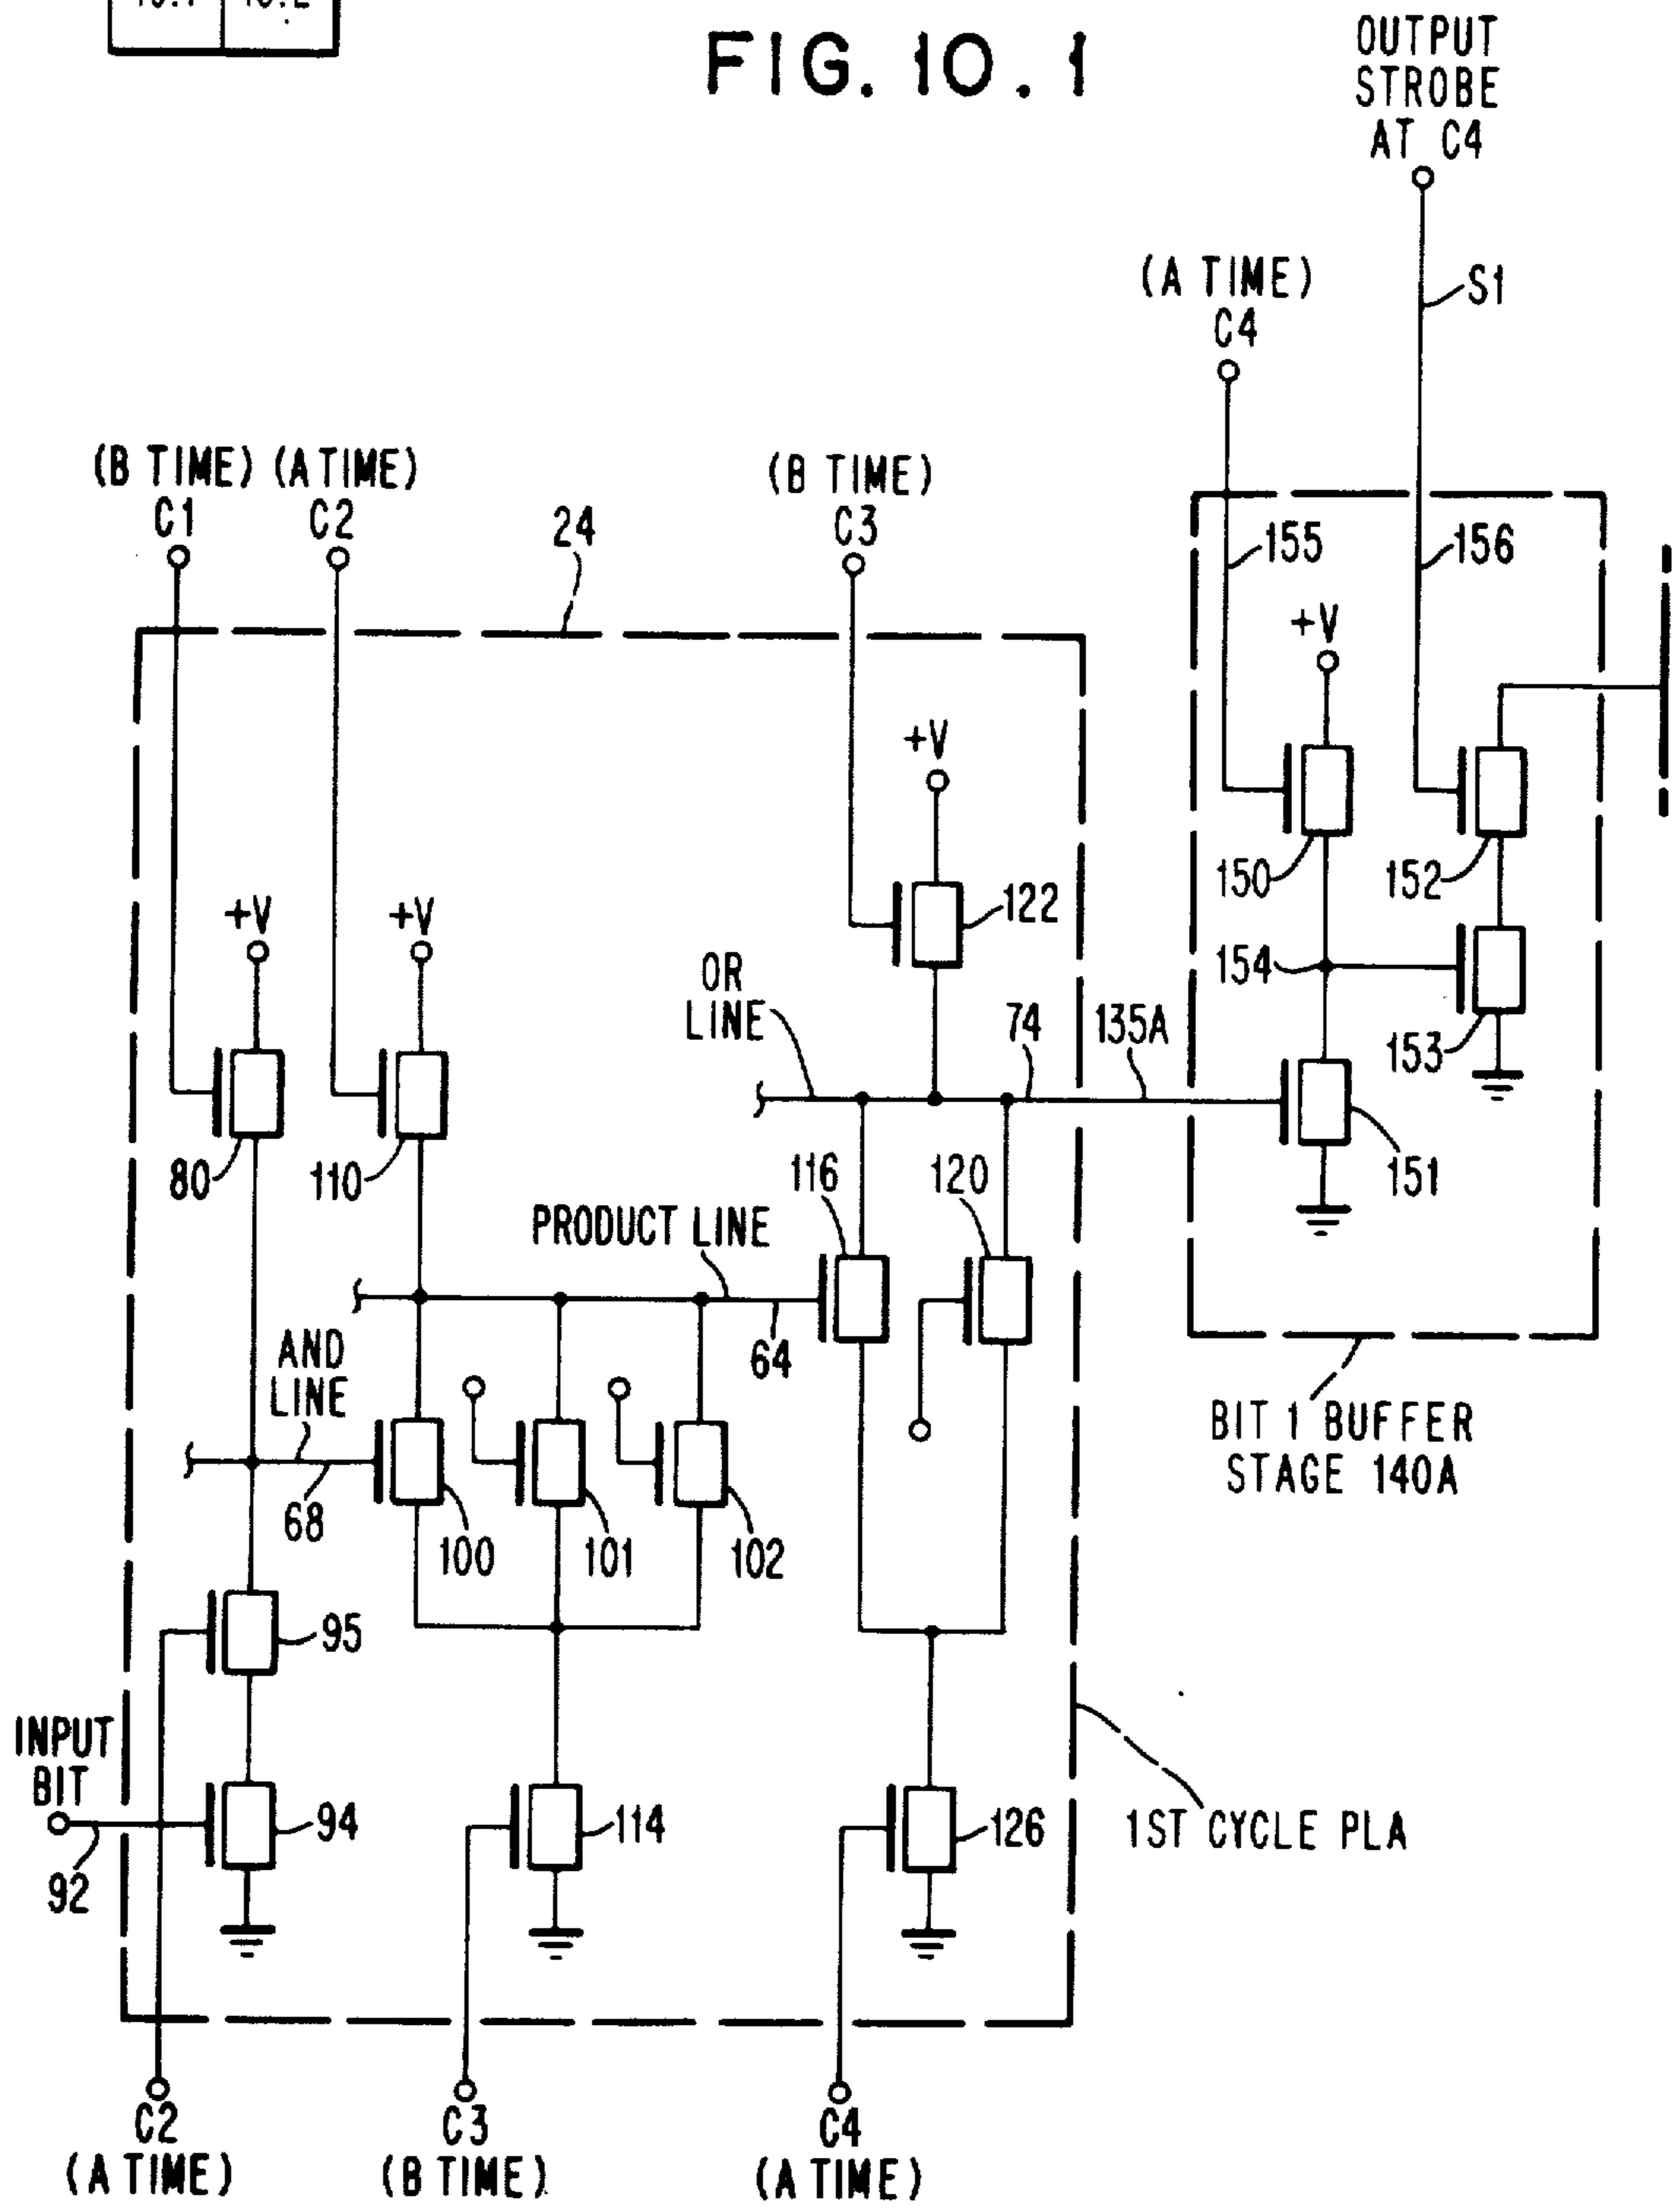 FIG. 10.1
OUTPUT
STROBE
AT C4
S1
(A TIME)
C4
(B TIME) (A TIME)
C1 C2
24
(B TIME)
C3
155
156
+V
+V
150
152
122
+V
+V
154
153
OR
LINE
74
135A
80
110
116
120
151
PRODUCT LINE
64
AND
LINE
68
100
101
102
BIT 1 BUFFER
STAGE 140A
95
INPUT
BIT
92
94
114
126
1ST CYCLE PLA
C2
(A TIME)
C3
(B TIME)
C4
(A TIME)